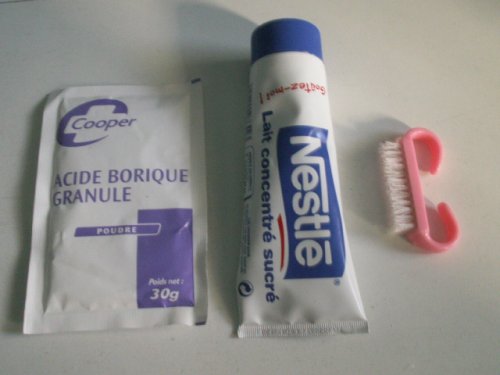 Cooper
ACIDE BORIQUE
GRANULE
POUDRE
Poids net :
30g
Goûtez-moi !
Nestlé
Lait concentré sucré